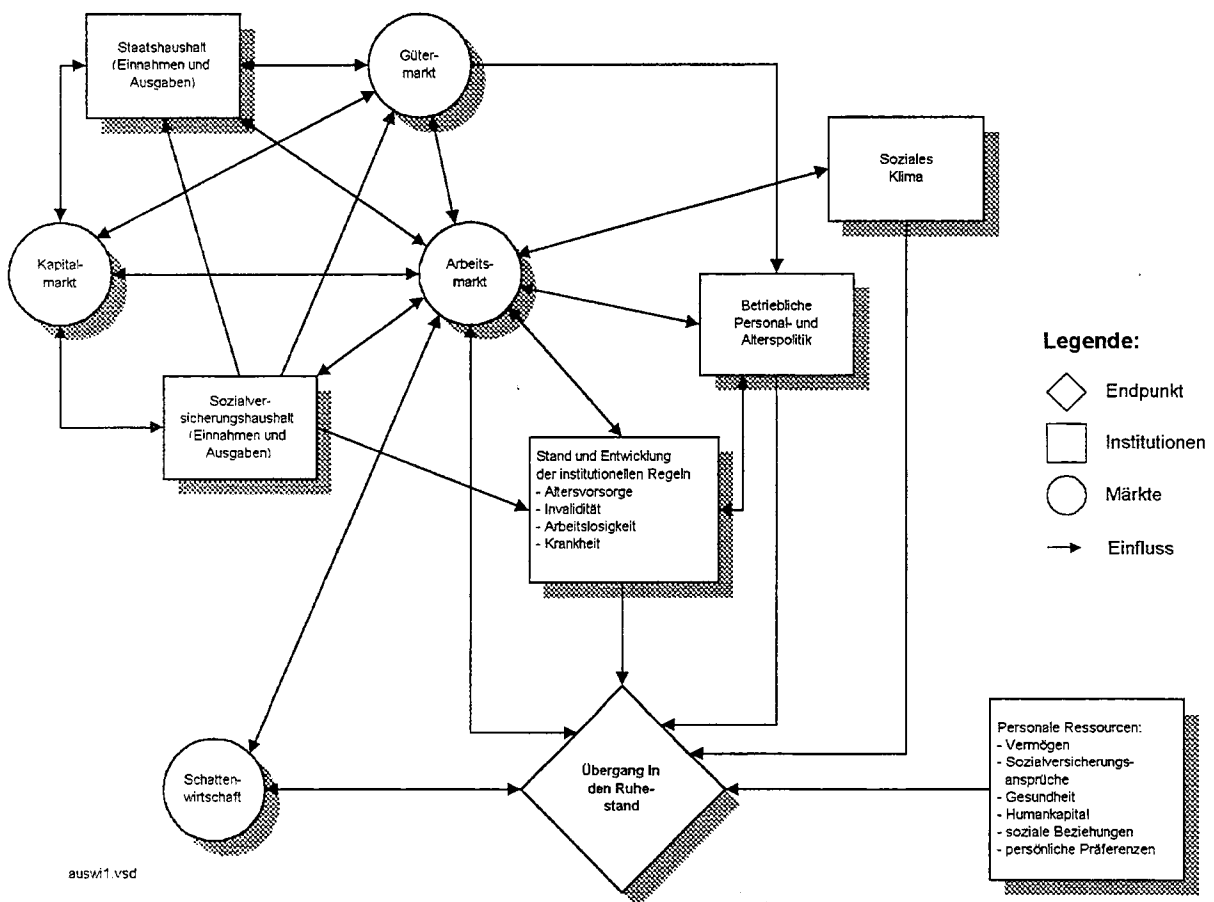 Staatshaushalt
(Einnahmen und
Ausgaben)
Güter-
markt
Soziales
Klima
Kapital-
markt
Arbeits-
markt
Betriebliche
Personal- und
Alterspolitik
Sozialver-
sicherungshaushalt
(Einnahmen und
Ausgaben)
Stand und Entwicklung
der institutionellen Regeln
- Altersvorsorge
- Invalidität
- Arbeitslosigkeit
- Krankheit
Legende:
Endpunkt
Institutionen
Märkte
Einfluss
Schatten-
wirtschaft
Übergang in
den Ruhe-
stand
Personale Ressourcen:
- Vermögen
- Sozialversicherungs-
ansprüche
- Gesundheit
- Humankapital
- soziale Beziehungen
- persönliche Präferenzen
auswi1.vsd